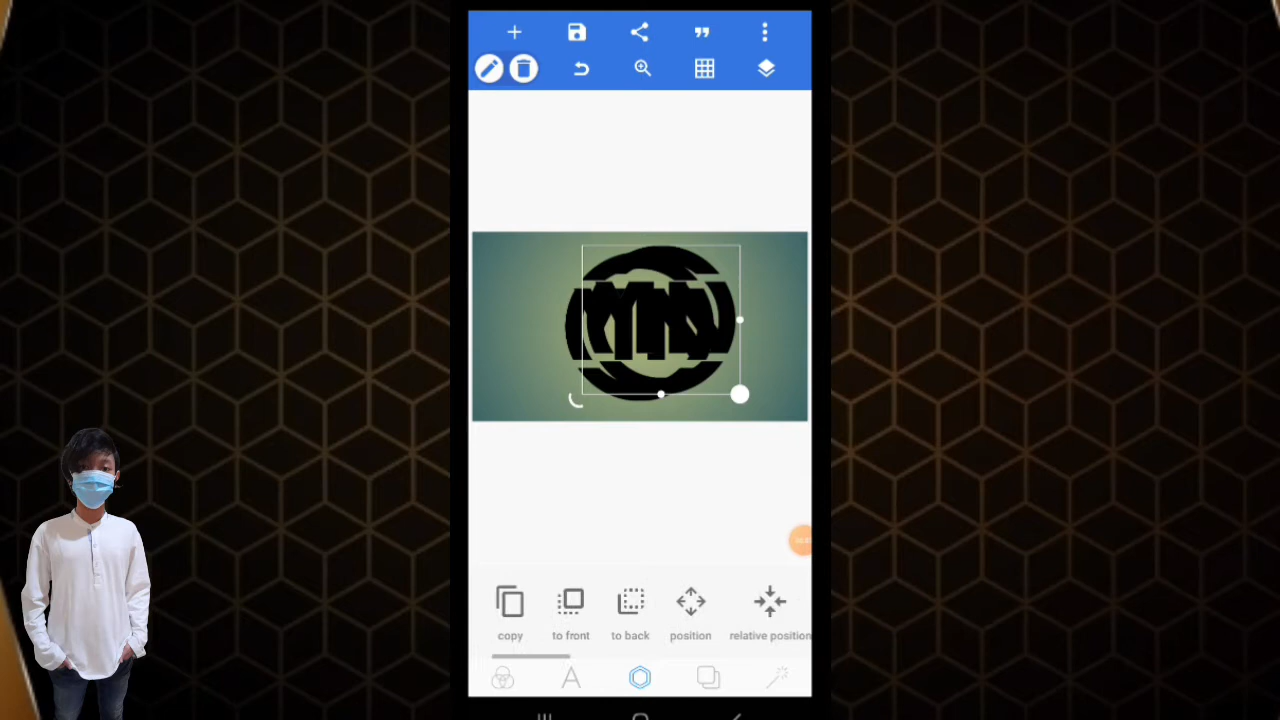 copy
to front
to back
position
relative position